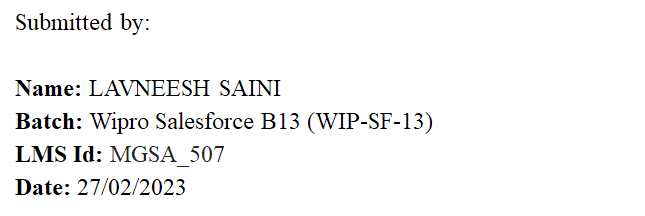 Submitted by:
Name: LAVNEESH SAINI
Batch: Wipro Salesforce B13 (WIP-SF-13)
LMS Id: MGSA_507
Date: 27/02/2023